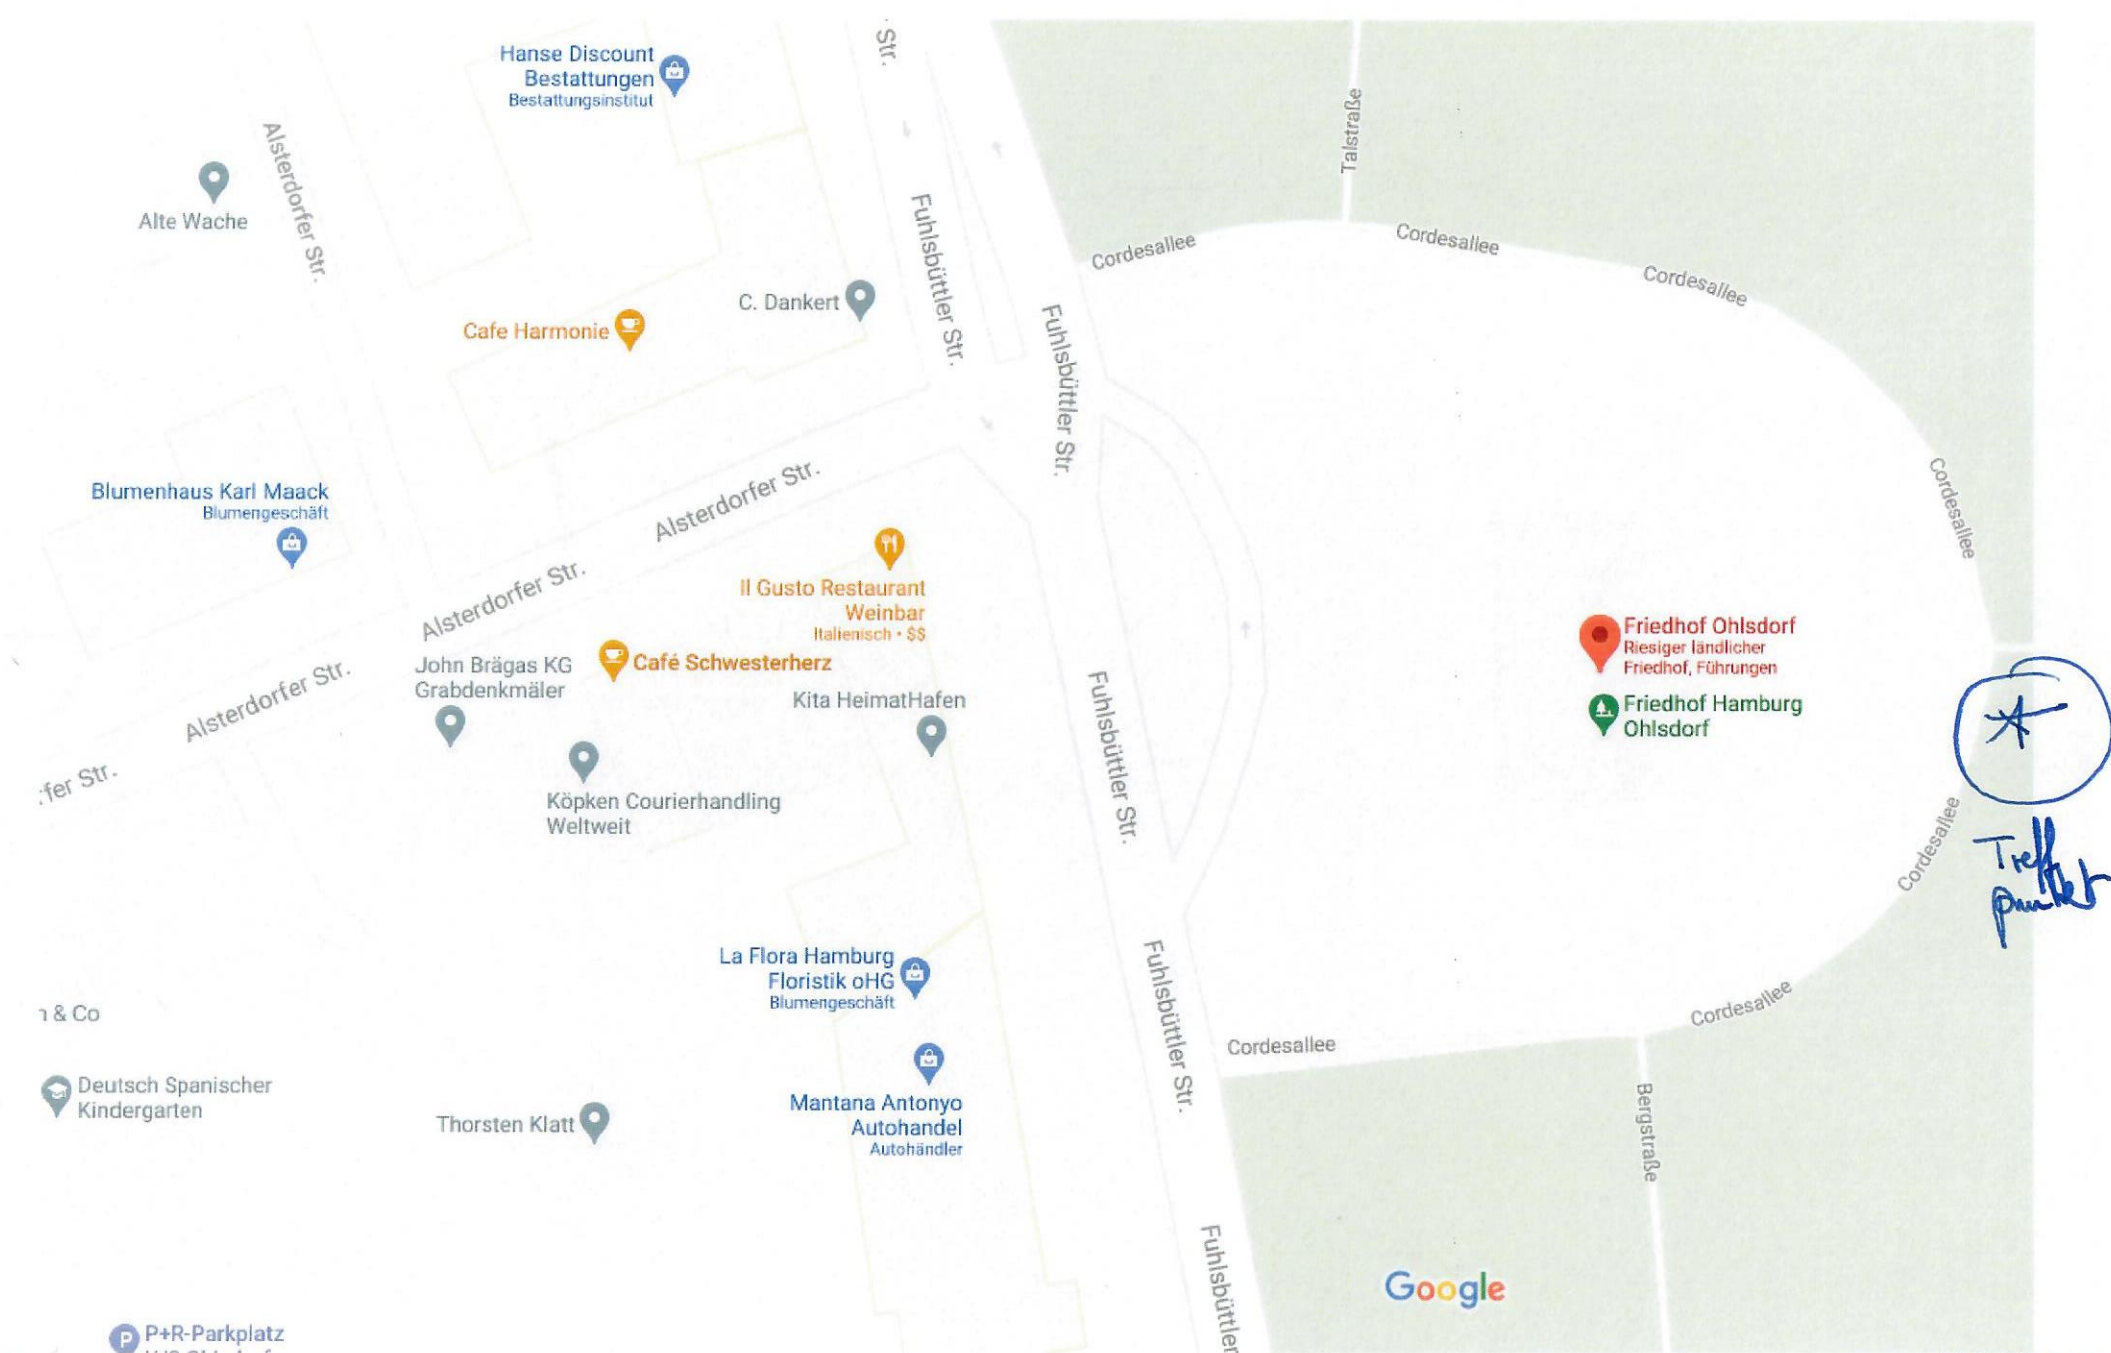 Hanse Discount
Bestattungen
Bestattungsinstitut
Str.
Talstraße
Alsterdorfer Str.
Alte Wache
Fuhlsbüttler Str.
Cordesallee
Cordesallee
Cordesallee
C. Dankert
Cafe Harmonie
Fuhlsbüttler Str.
Blumenhaus Karl Maack
Blumengeschäft
Alsterdorfer Str.
Cordesallee
Alsterdorfer Str.
Il Gusto Restaurant
Weinbar
Italienisch • $$
Friedhof Ohlsdorf
Riesiger ländlicher
Friedhof, Führungen
John Brägas KG
Grabdenkmäler
Café Schwesterherz
Alsterdorfer Str.
Kita HeimatHafen
Friedhof Hamburg
Ohlsdorf
Fuhlsbüttler Str.
fer Str.
Köpken Courierhandling
Weltweit
Cordesallee
Treff
punkt
La Flora Hamburg
Floristik oHG
Blumengeschäft
Fuhlsbüttler Str.
Cordesallee
& Co
Cordesallee
Deutsch Spanischer
Kindergarten
Thorsten Klatt
Mantana Antonyo
Autohandel
Autohändler
Bergstraße
Fuhlsbüttler
Google
P
P+R-Parkplatz